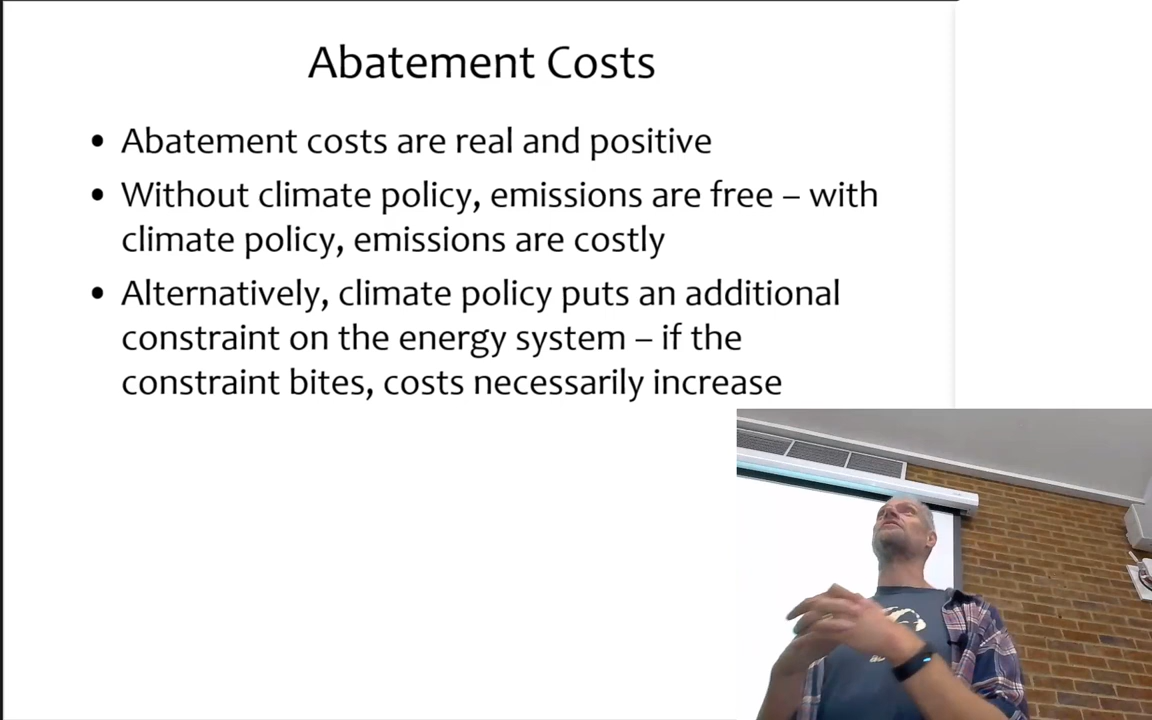 Abatement Costs
• Abatement costs are real and positive
• Without climate policy, emissions are free – with
climate policy, emissions are costly
• Alternatively, climate policy puts an additional
constraint on the energy system – if the
constraint bites, costs necessarily increase